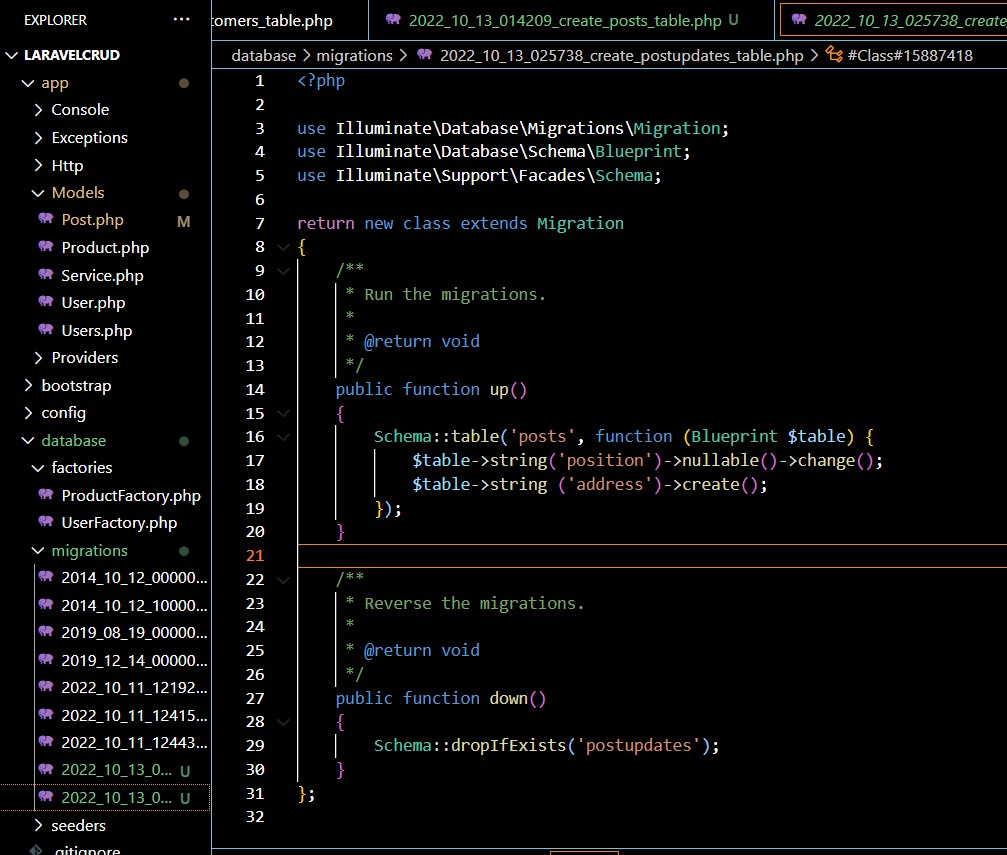 EXPLORER ...
LARAVELCRUD
app
Console
Exceptions
Http
Models
Post.php M
Product.php
Service.php
User.php
Users.php
Providers
bootstrap
config
database
factories
ProductFactory.php
UserFactory.php
migrations
2014_10_12_00000...
2014_10_12_10000...
2019_08_19_00000...
2019_12_14_00000...
2022_10_11_12192...
2022_10_11_12415...
2022_10_11_12443...
2022_10_13_0... U
2022_10_13_0... U
seeders
.gitignore
omers_table.php 2022_10_13_014209_create_posts_table.php U 2022_10_13_025738_create
database > migrations > 2022_10_13_025738_create_postupdates_table.php > #Class#15887418
1 <?php
2
3 use Illuminate\Database\Migrations\Migration;
4 use Illuminate\Database\Schema\Blueprint;
5 use Illuminate\Support\Facades\Schema;
6
7 return new class extends Migration
8 {
9 /**
10 * Run the migrations.
11 *
12 * @return void
13 */
14 public function up()
15 {
16 Schema::table('posts', function (Blueprint $table) {
17 $table->string('position')->nullable()->change();
18 $table->string ('address')->create();
19 });
20 }
21
22 /**
23 * Reverse the migrations.
24 *
25 * @return void
26 */
27 public function down()
28 {
29 Schema::dropIfExists('postupdates');
30 }
31 };
32